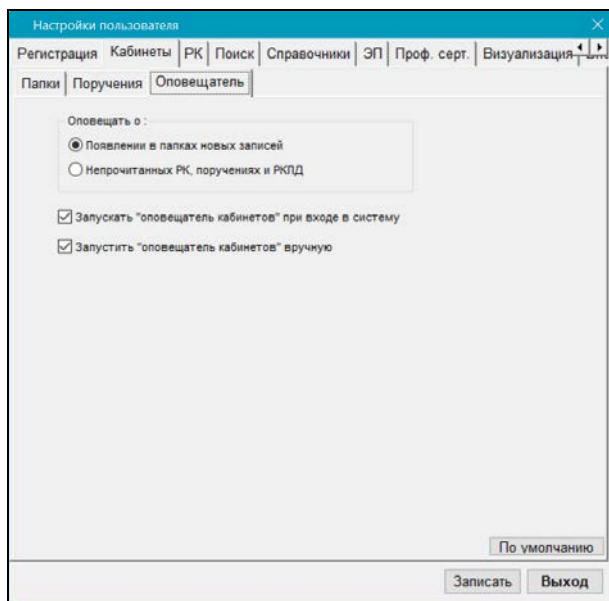 Настройки пользователя
Регистрация Кабинеты РК Поиск Справочники ЭП Проф. серт. Визуализация
Папки Поручения Оповещатель
Оповещать о :
Появлении в папках новых записей
Непрочитанных РК, поручениях и РКПД
Запускать "оповещатель кабинетов" при входе в систему
Запустить "оповещатель кабинетов" вручную
По умолчанию
Записать Выход